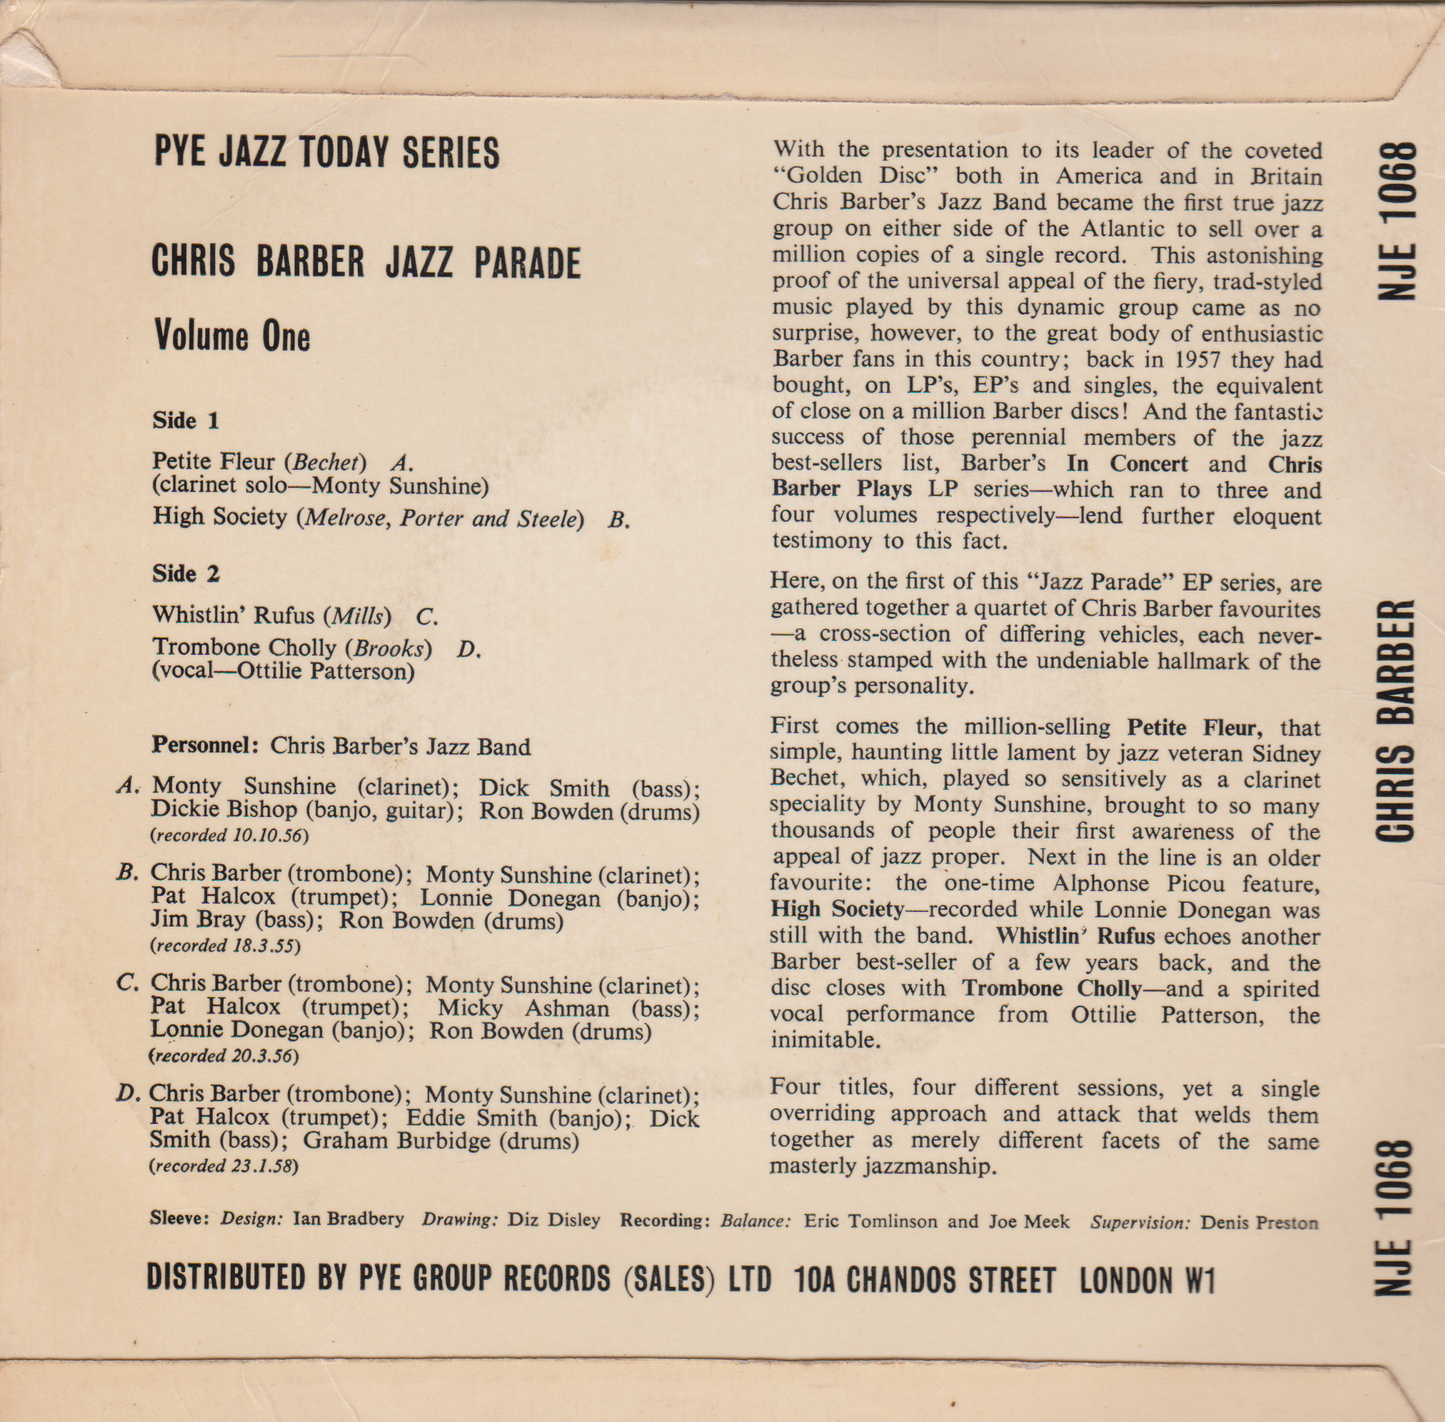 PYE JAZZ TODAY SERIES
CHRIS BARBER JAZZ PARADE
Volume One
Side 1
Petite Fleur (Bechet) A.
(clarinet solo—Monty Sunshine)
High Society (Melrose, Porter and Steele) B.
Side 2
Whistlin' Rufus (Mills) C.
Trombone Cholly (Brooks) D.
(vocal—Ottilie Patterson)
Personnel: Chris Barber's Jazz Band
A. Monty Sunshine (clarinet); Dick Smith (bass);
Dickie Bishop (banjo, guitar); Ron Bowden (drums)
(recorded 10.10.56)
B. Chris Barber (trombone); Monty Sunshine (clarinet);
Pat Halcox (trumpet); Lonnie Donegan (banjo);
Jim Bray (bass); Ron Bowden (drums)
(recorded 18.3.55)
C. Chris Barber (trombone); Monty Sunshine (clarinet);
Pat Halcox (trumpet); Micky Ashman (bass);
Lonnie Donegan (banjo); Ron Bowden (drums)
(recorded 20.3.56)
D. Chris Barber (trombone); Monty Sunshine (clarinet);
Pat Halcox (trumpet); Eddie Smith (banjo); Dick
Smith (bass); Graham Burbidge (drums)
(recorded 23.1.58)
With the presentation to its leader of the coveted
“Golden Disc” both in America and in Britain
Chris Barber's Jazz Band became the first true jazz
group on either side of the Atlantic to sell over a
million copies of a single record. This astonishing
proof of the universal appeal of the fiery, trad-styled
music played by this dynamic group came as no
surprise, however, to the great body of enthusiastic
Barber fans in this country; back in 1957 they had
bought, on LP's, EP's and singles, the equivalent
of close on a million Barber discs! And the fantastic
success of those perennial members of the jazz
best-sellers list, Barber's In Concert and Chris
Barber Plays LP series—which ran to three and
four volumes respectively—lend further eloquent
testimony to this fact.
Here, on the first of this “Jazz Parade” EP series, are
gathered together a quartet of Chris Barber favourites
—a cross-section of differing vehicles, each never-
theless stamped with the undeniable hallmark of the
group's personality.
First comes the million-selling Petite Fleur, that
simple, haunting little lament by jazz veteran Sidney
Bechet, which, played so sensitively as a clarinet
speciality by Monty Sunshine, brought to so many
thousands of people their first awareness of the
appeal of jazz proper. Next in the line is an older
favourite: the one-time Alphonse Picou feature,
High Society—recorded while Lonnie Donegan was
still with the band. Whistlin' Rufus echoes another
Barber best-seller of a few years back, and the
disc closes with Trombone Cholly—and a spirited
vocal performance from Ottilie Patterson, the
inimitable.
Four titles, four different sessions, yet a single
overriding approach and attack that welds them
together as merely different facets of the same
masterly jazzmanship.
Sleeve: Design: Ian Bradbery Drawing: Diz Disley Recording: Balance: Eric Tomlinson and Joe Meek Supervision: Denis Preston
DISTRIBUTED BY PYE GROUP RECORDS (SALES) LTD 10A CHANDOS STREET LONDON W1
NJE 1068
CHRIS BARBER
NJE 1068